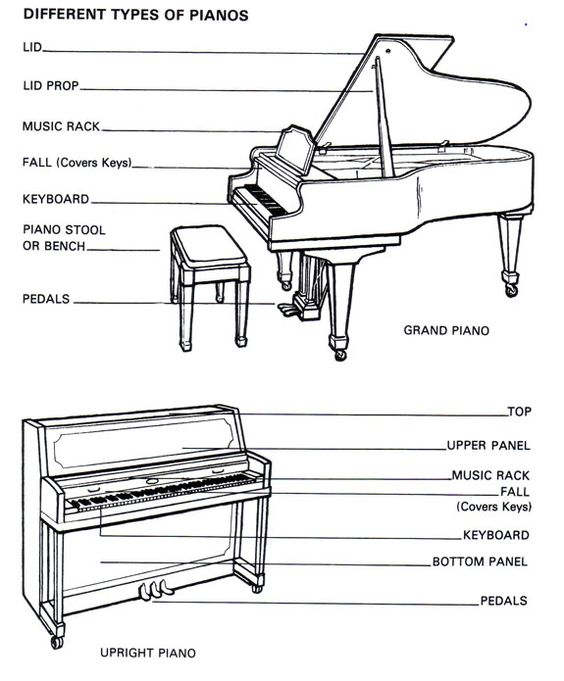 DIFFERENT TYPES OF PIANOS
LID
LID PROP
MUSIC RACK
FALL (Covers Keys)
KEYBOARD
PIANO STOOL
OR BENCH
PEDALS
GRAND PIANO
TOP
UPPER PANEL
MUSIC RACK
FALL
(Covers Keys)
KEYBOARD
BOTTOM PANEL
PEDALS
UPRIGHT PIANO